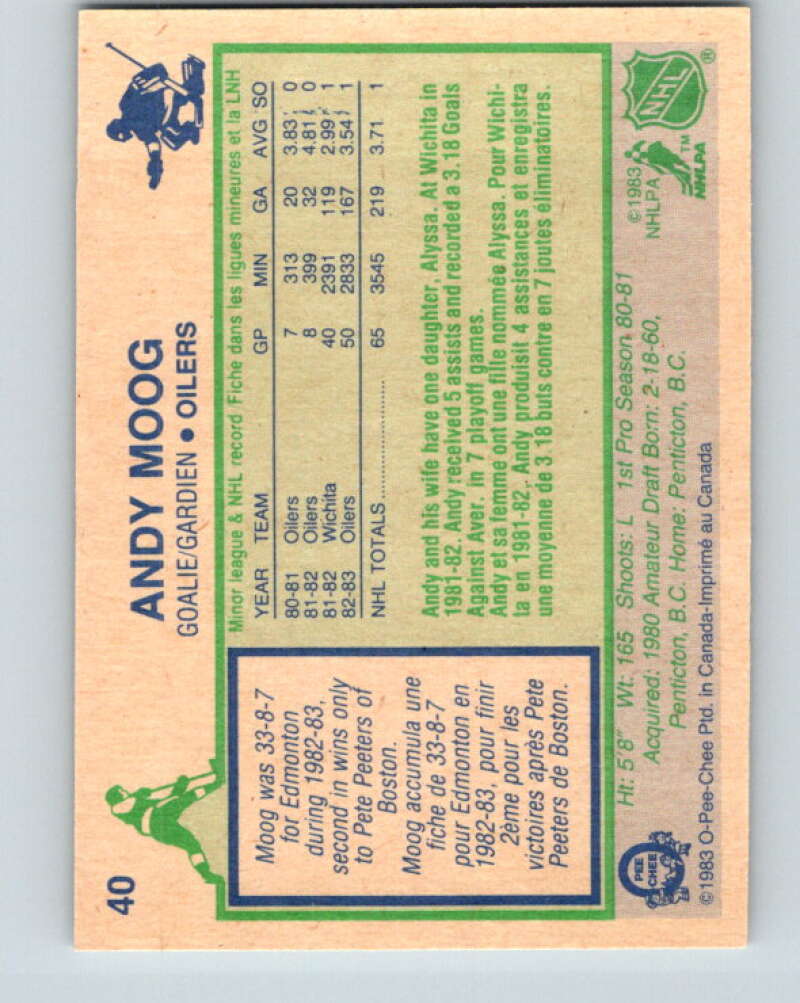 40
ANDY MOOG
GOALIE/GARDIEN • OILERS
Moog was 33-8-7
for Edmonton
during 1982-83,
second in wins only
to Pete Peeters of
Boston.
Moog accumula une
fiche de 33-8-7
pour Edmonton en
1982-83, pour finir
2ème pour les
victoires après Pete
Peeters de Boston.
Minor league & NHL record Fiche dans les ligues mineures et la LNH
YEAR TEAM GP MIN GA AVG SO
80-81 Oilers 7 313 20 3.83 0
81-82 Oilers 8 399 32 4.81 0
81-82 Wichita 40 2391 119 2.99 1
82-83 Oilers 50 2833 167 3.54 1
NHL TOTALS.................... 65 3545 219 3.71 1
Andy and his wife have one daughter, Alyssa. At Wichita in
1981-82. Andy received 5 assists and recorded a 3.18 Goals
Against Aver. in 7 playoff games.
Andy et sa femme ont une fille nommée Alyssa. Pour Wichi-
ta en 1981-82,. Andy produisit 4 assistances et enregistra
une moyenne de 3.18 buts contre en 7 joutes éliminatoires.
Ht: 5'8" Wt: 165 Shoots: L 1st Pro Season 80-81
Acquired: 1980 Amateur Draft Born: 2-18-60,
Penticton, B.C. Home: Penticton, B.C.
©1983
NHLPA
NHLPA
TM
NHL
®
O
PEE
CHEE
©1983 O-Pee-Chee Ptd. in Canada-Imprimé au Canada